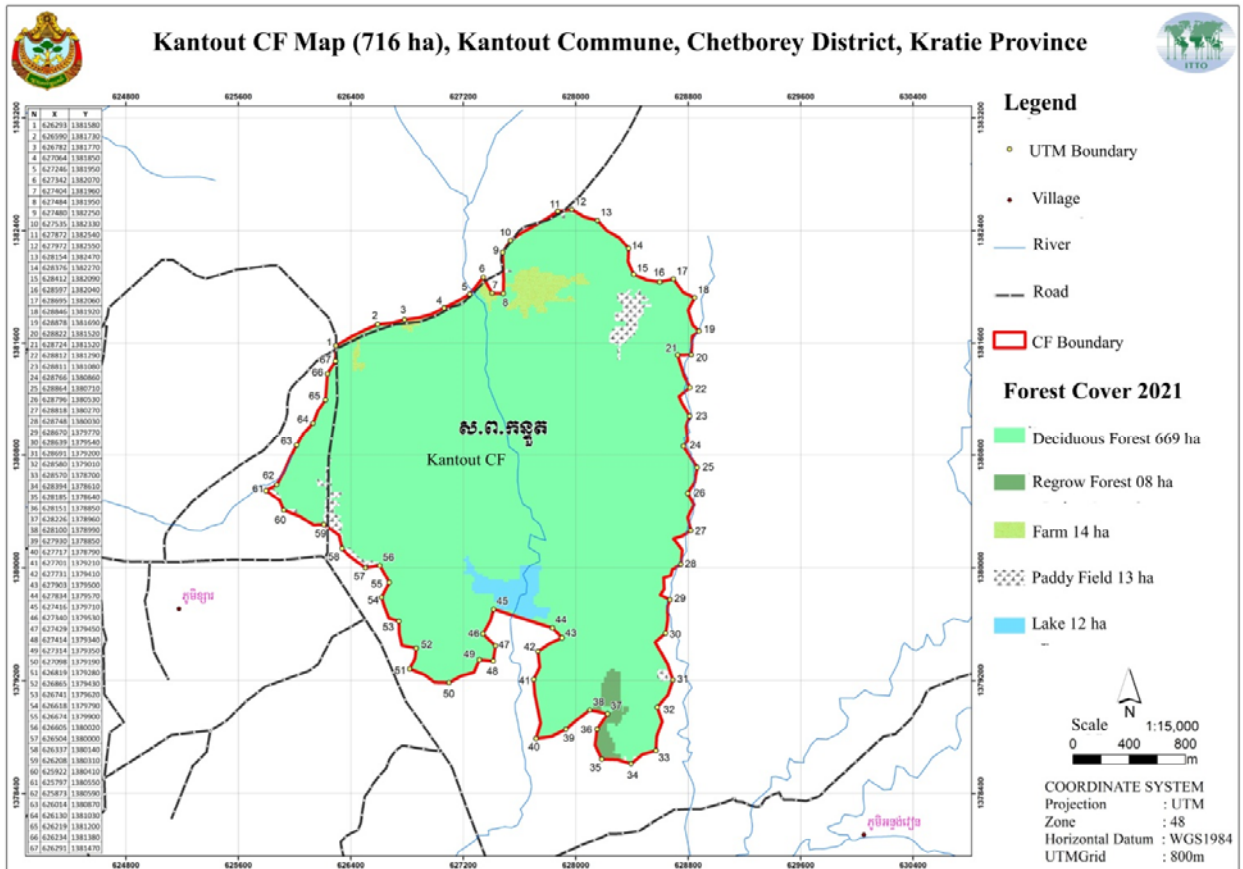 Kantout CF Map (716 ha), Kantout Commune, Chetborey District, Kratie Province
ITTO
624800 625600 626400 627200 628000 628800 629600 630400
1383200
1382400
1381600
1380800
1380000
1379200
1378400
N X Y
1 626293 1381580
2 626590 1381730
3 626782 1381770
4 627064 1381850
5 627246 1381950
6 627342 1382070
7 627404 1381960
8 627484 1381950
9 627480 1382250
10 627535 1382330
11 627872 1382540
12 627972 1382550
13 628154 1382470
14 628376 1382270
15 628412 1382090
16 628597 1382040
17 628695 1382060
18 628846 1381920
19 628878 1381690
20 628822 1381520
21 628724 1381520
22 628812 1381290
23 628811 1381080
24 628766 1380860
25 628864 1380710
26 628796 1380530
27 628818 1380270
28 628748 1380030
29 628670 1379770
30 628639 1379540
31 628691 1379200
32 628580 1379010
33 628570 1378700
34 628394 1378610
35 628185 1378640
36 628151 1378850
37 628226 1378960
38 628100 1378990
39 627930 1378850
40 627717 1378790
41 627701 1379210
42 627731 1379410
43 627903 1379500
44 627834 1379570
45 627416 1379710
46 627340 1379530
47 627429 1379450
48 627414 1379340
49 627314 1379350
50 627098 1379190
51 626819 1379280
52 626865 1379430
53 626741 1379620
54 626618 1379790
55 626674 1379900
56 626605 1380020
57 626504 1380000
58 626337 1380140
59 626208 1380310
60 625922 1380410
61 625797 1380550
62 625873 1380590
63 626014 1380870
64 626130 1381030
65 626219 1381200
66 626234 1381380
67 626291 1381470
ស.ព.កន្ទួត
Kantout CF
ភូមិខ្សារ
Legend
UTM Boundary
Village
River
Road
CF Boundary
Forest Cover 2021
Deciduous Forest 669 ha
Regrow Forest 08 ha
Farm 14 ha
Paddy Field 13 ha
Lake 12 ha
N
Scale 1:15,000
0 400 800
m
COORDINATE SYSTEM
Projection : UTM
Zone : 48
Horizontal Datum : WGS1984
UTMGrid : 800m